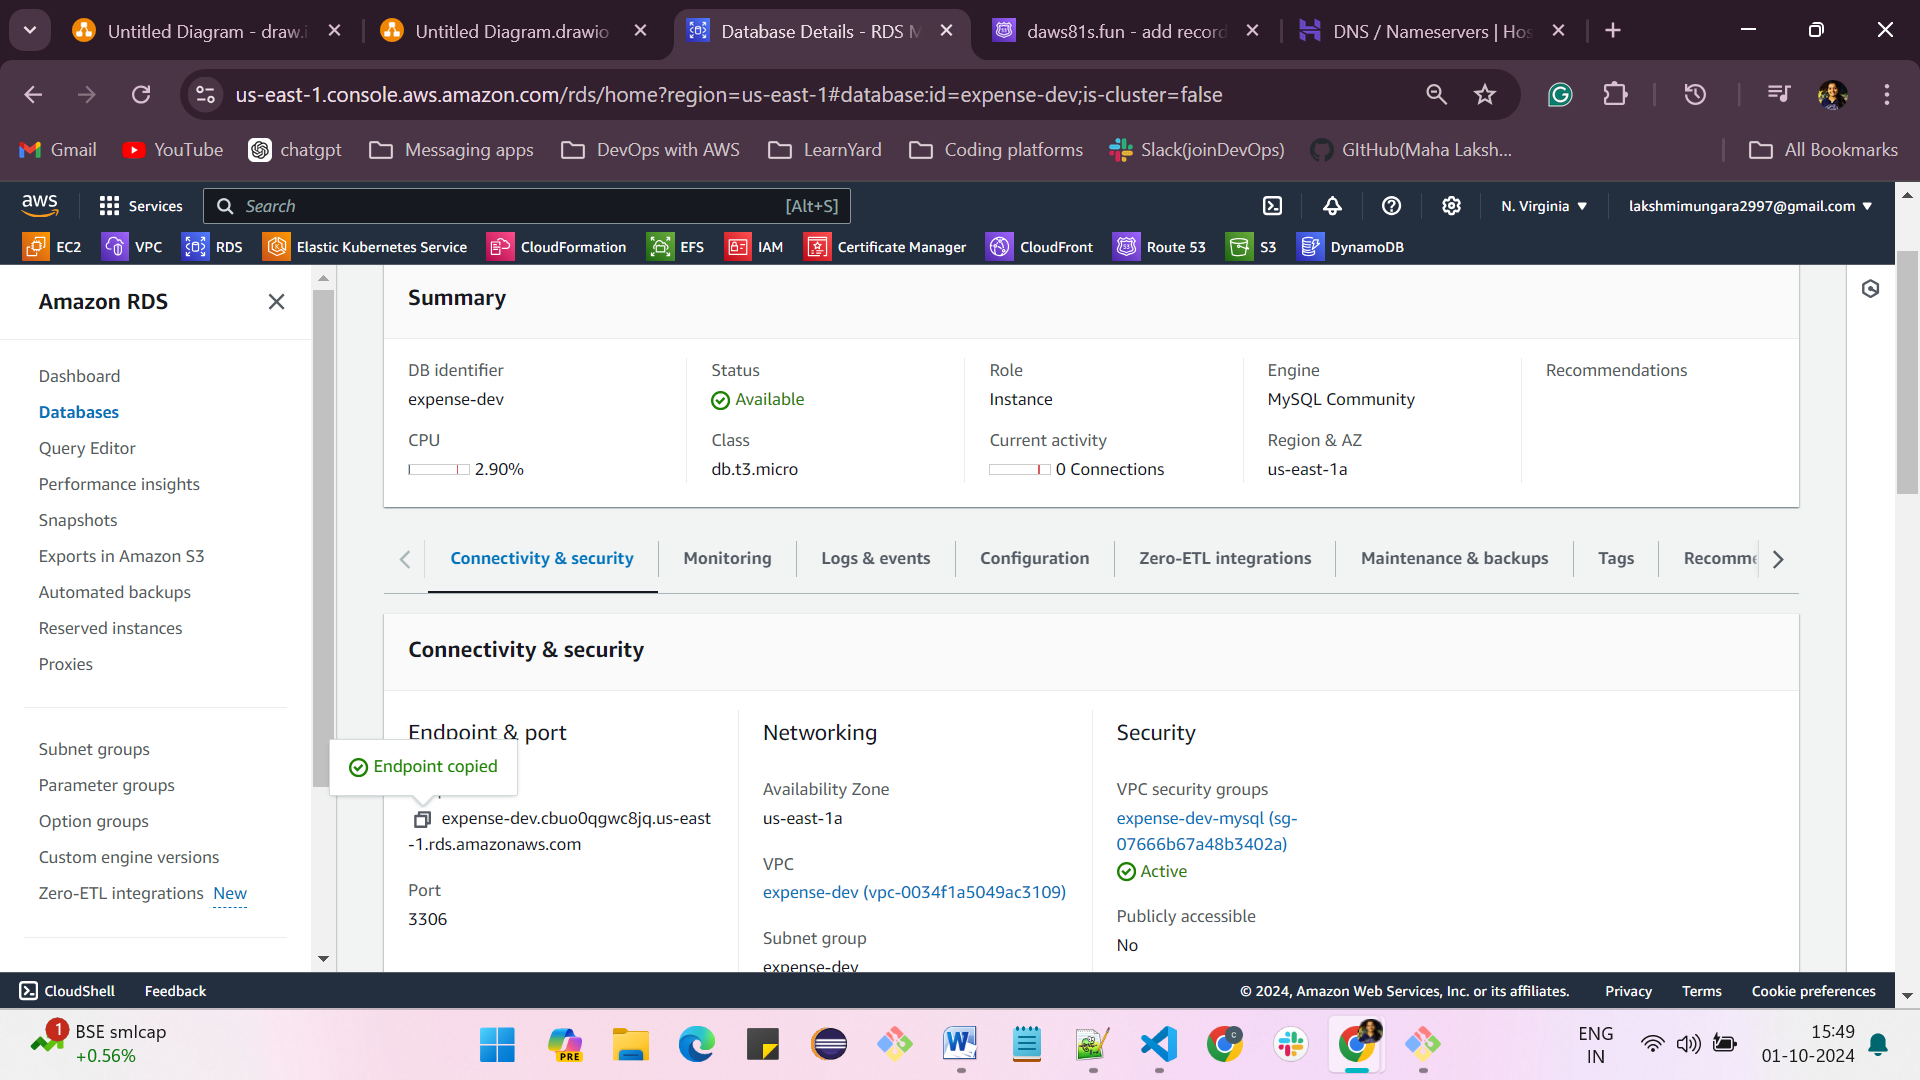 Untitled Diagram - draw.i
Untitled Diagram.drawio
Database Details - RDS M
daws81s.fun - add record
DNS / Nameservers | Hos
us-east-1.console.aws.amazon.com/rds/home?region=us-east-1#database:id=expense-dev;is-cluster=false
Gmail
YouTube
chatgpt
Messaging apps
DevOps with AWS
LearnYard
Coding platforms
Slack(joinDevOps)
GItHub(Maha Laksh...
All Bookmarks
aws
Services
Search
[Alt+S]
N. Virginia
lakshmimungara2997@gmail.com
EC2
VPC
RDS
Elastic Kubernetes Service
CloudFormation
EFS
IAM
Certificate Manager
CloudFront
Route 53
S3
DynamoDB
Amazon RDS
Dashboard
Databases
Query Editor
Performance insights
Snapshots
Exports in Amazon S3
Automated backups
Reserved instances
Proxies
Subnet groups
Parameter groups
Option groups
Custom engine versions
Zero-ETL integrations New
Summary
DB identifier
expense-dev
Status
Available
Role
Instance
Engine
MySQL Community
Recommendations
CPU
2.90%
Class
db.t3.micro
Current activity
0 Connections
Region & AZ
us-east-1a
Connectivity & security
Monitoring
Logs & events
Configuration
Zero-ETL integrations
Maintenance & backups
Tags
Recomme
Connectivity & security
Endpoint & port
Endpoint copied
expense-dev.cbuo0qgwc8jq.us-east
-1.rds.amazonaws.com
Port
3306
Networking
Availability Zone
us-east-1a
VPC
expense-dev (vpc-0034f1a5049ac3109)
Subnet group
expense-dev
Security
VPC security groups
expense-dev-mysql (sg-
07666b67a48b3402a)
Active
Publicly accessible
No
CloudShell
Feedback
© 2024, Amazon Web Services, Inc. or its affiliates.
Privacy
Terms
Cookie preferences
1
BSE smlcap
+0.56%
PRE
ENG
IN
15:49
01-10-2024